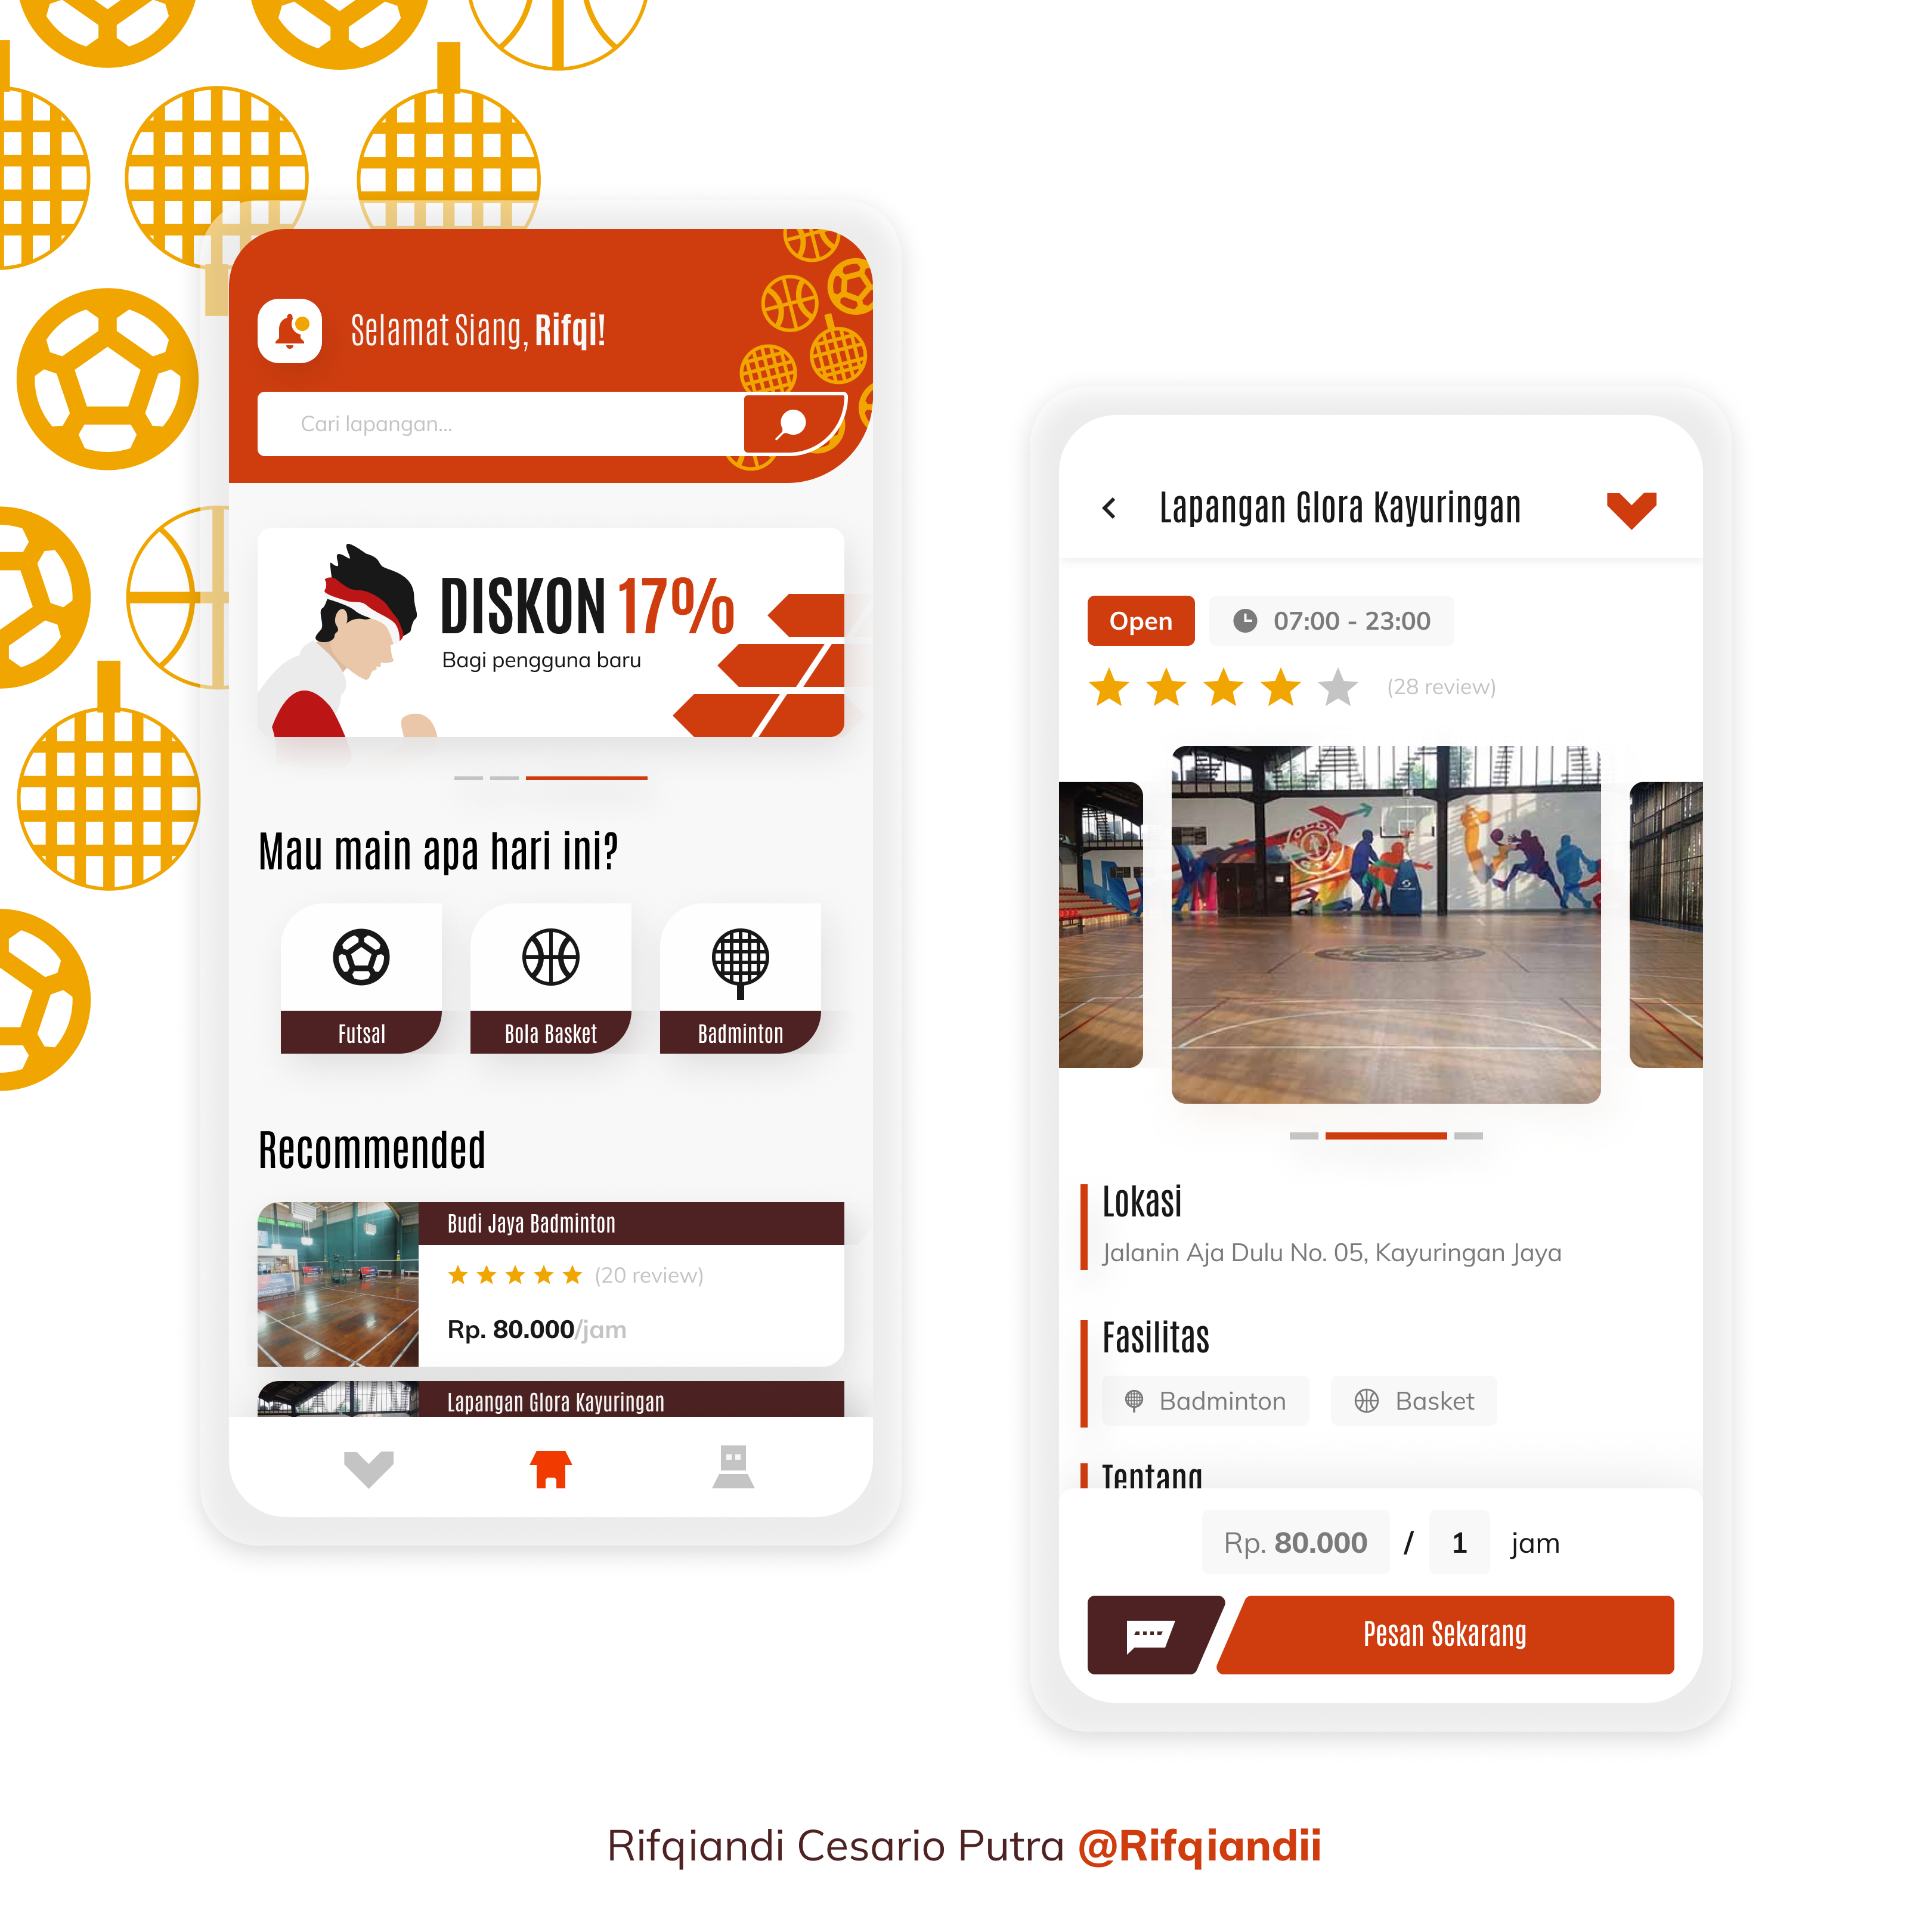 Selamat Siang, Rifqi!
Cari lapangan...
DISKON 17%
Bagi pengguna baru
Mau main apa hari ini?
Futsal
Bola Basket
Badminton
Recommended
Budi Jaya Badminton
(20 review)
Rp. 80.000/jam
Lapangan Glora Kayuringan
Lapangan Glora Kayuringan
Open
07:00 - 23:00
(28 review)
Lokasi
Jalanin Aja Dulu No. 05, Kayuringan Jaya
Fasilitas
Badminton
Basket
Tentang
Rp. 80.000 / 1 jam
Pesan Sekarang
Rifqiandi Cesario Putra @Rifqiandii